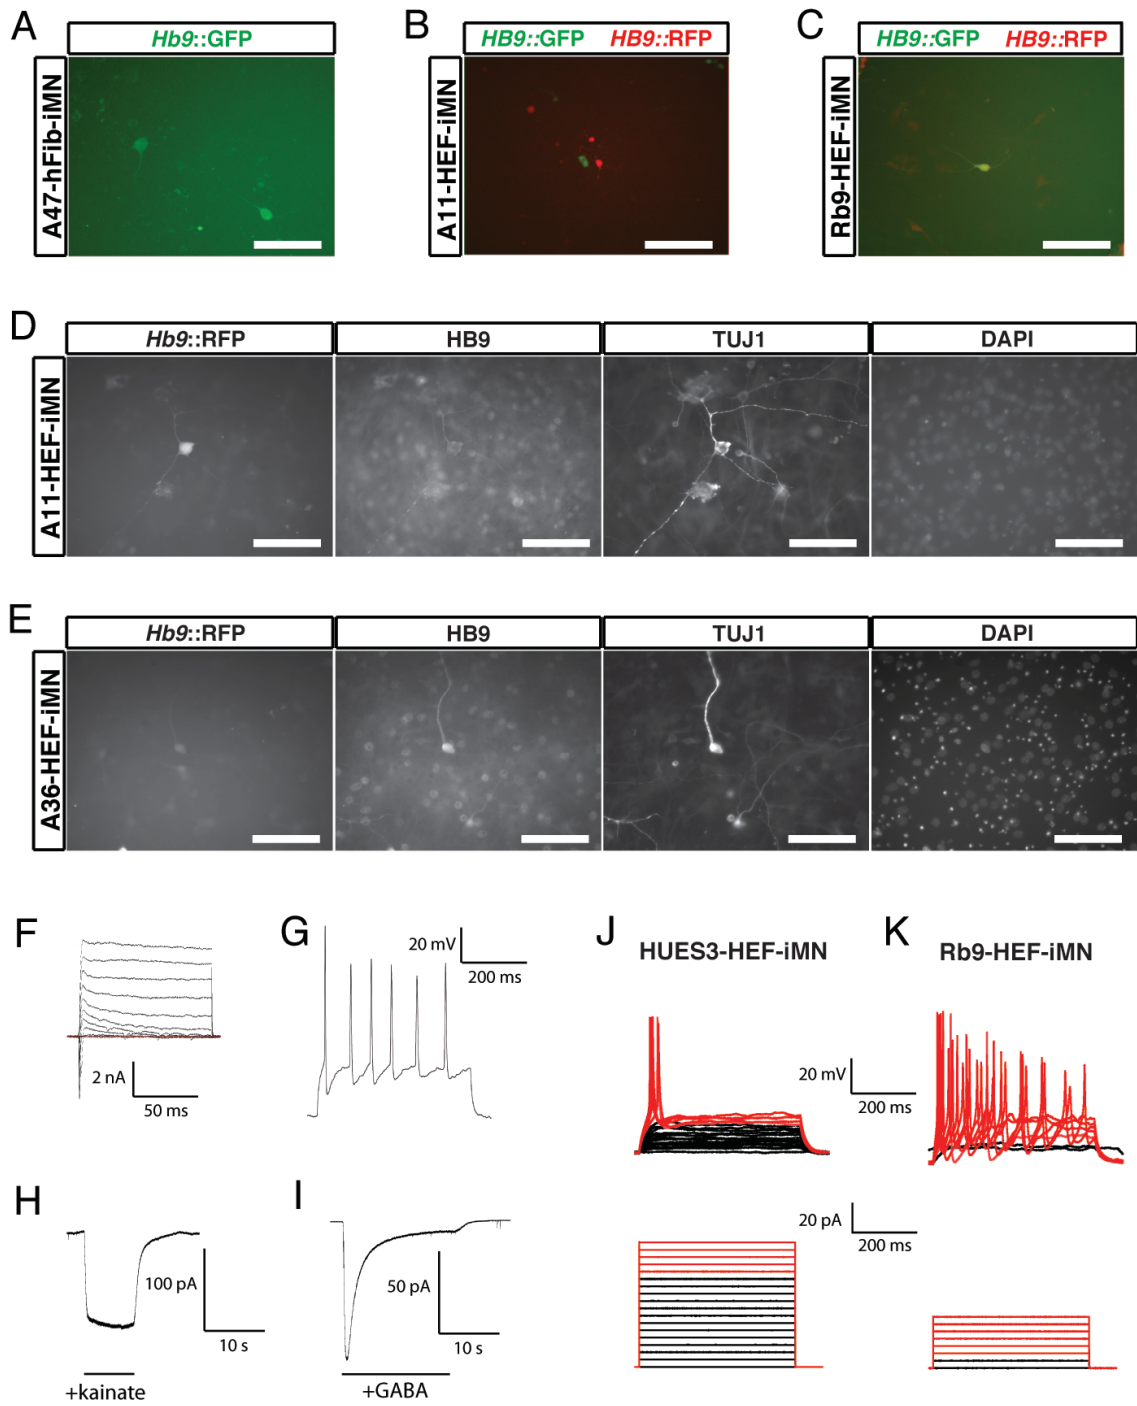 A
Hb9::GFP
A47-hFib-iMN
B
HB9::GFP HB9::RFP
A11-HEF-iMN
C
HB9::GFP HB9::RFP
Rb9-HEF-iMN
D
Hb9::RFP
HB9
TUJ1
DAPI
A11-HEF-iMN
E
Hb9::RFP
HB9
TUJ1
DAPI
A36-HEF-iMN
F
2 nA
50 ms
G
20 mV
200 ms
H
100 pA
10 s
+kainate
I
50 pA
10 s
+GABA
J
HUES3-HEF-iMN
K
Rb9-HEF-iMN
20 mV
200 ms
20 pA
200 ms